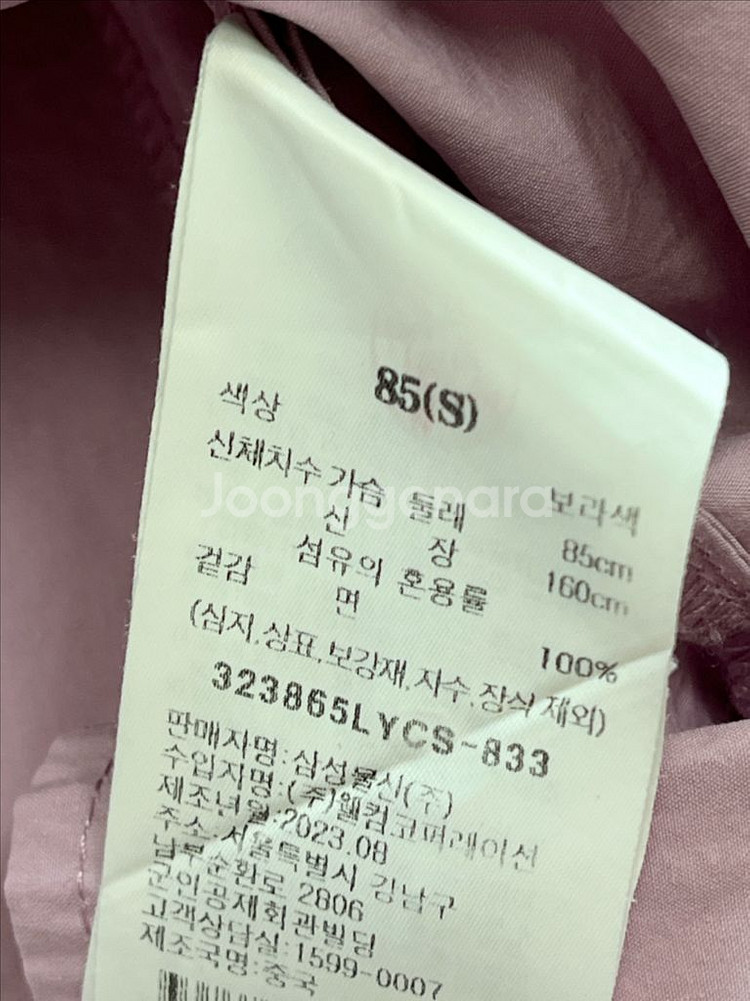 85(S)
색상 보라색
신체치수 가슴 둘레 85cm
신 장 160cm
섬유의 혼용률
겉감 면 100%
(심지,상표,보강재,자수,장식 제외)
323865LYCS-833
판매자명:삼성물산(주)
수입자명:(주)웰컴코퍼레이션
제조년월:2023.08
주소:서울특별시 강남구
남부순환로 2806
군인공제회관빌딩
고객상담실:1599-0007
제조국명:중국
Joonggonara